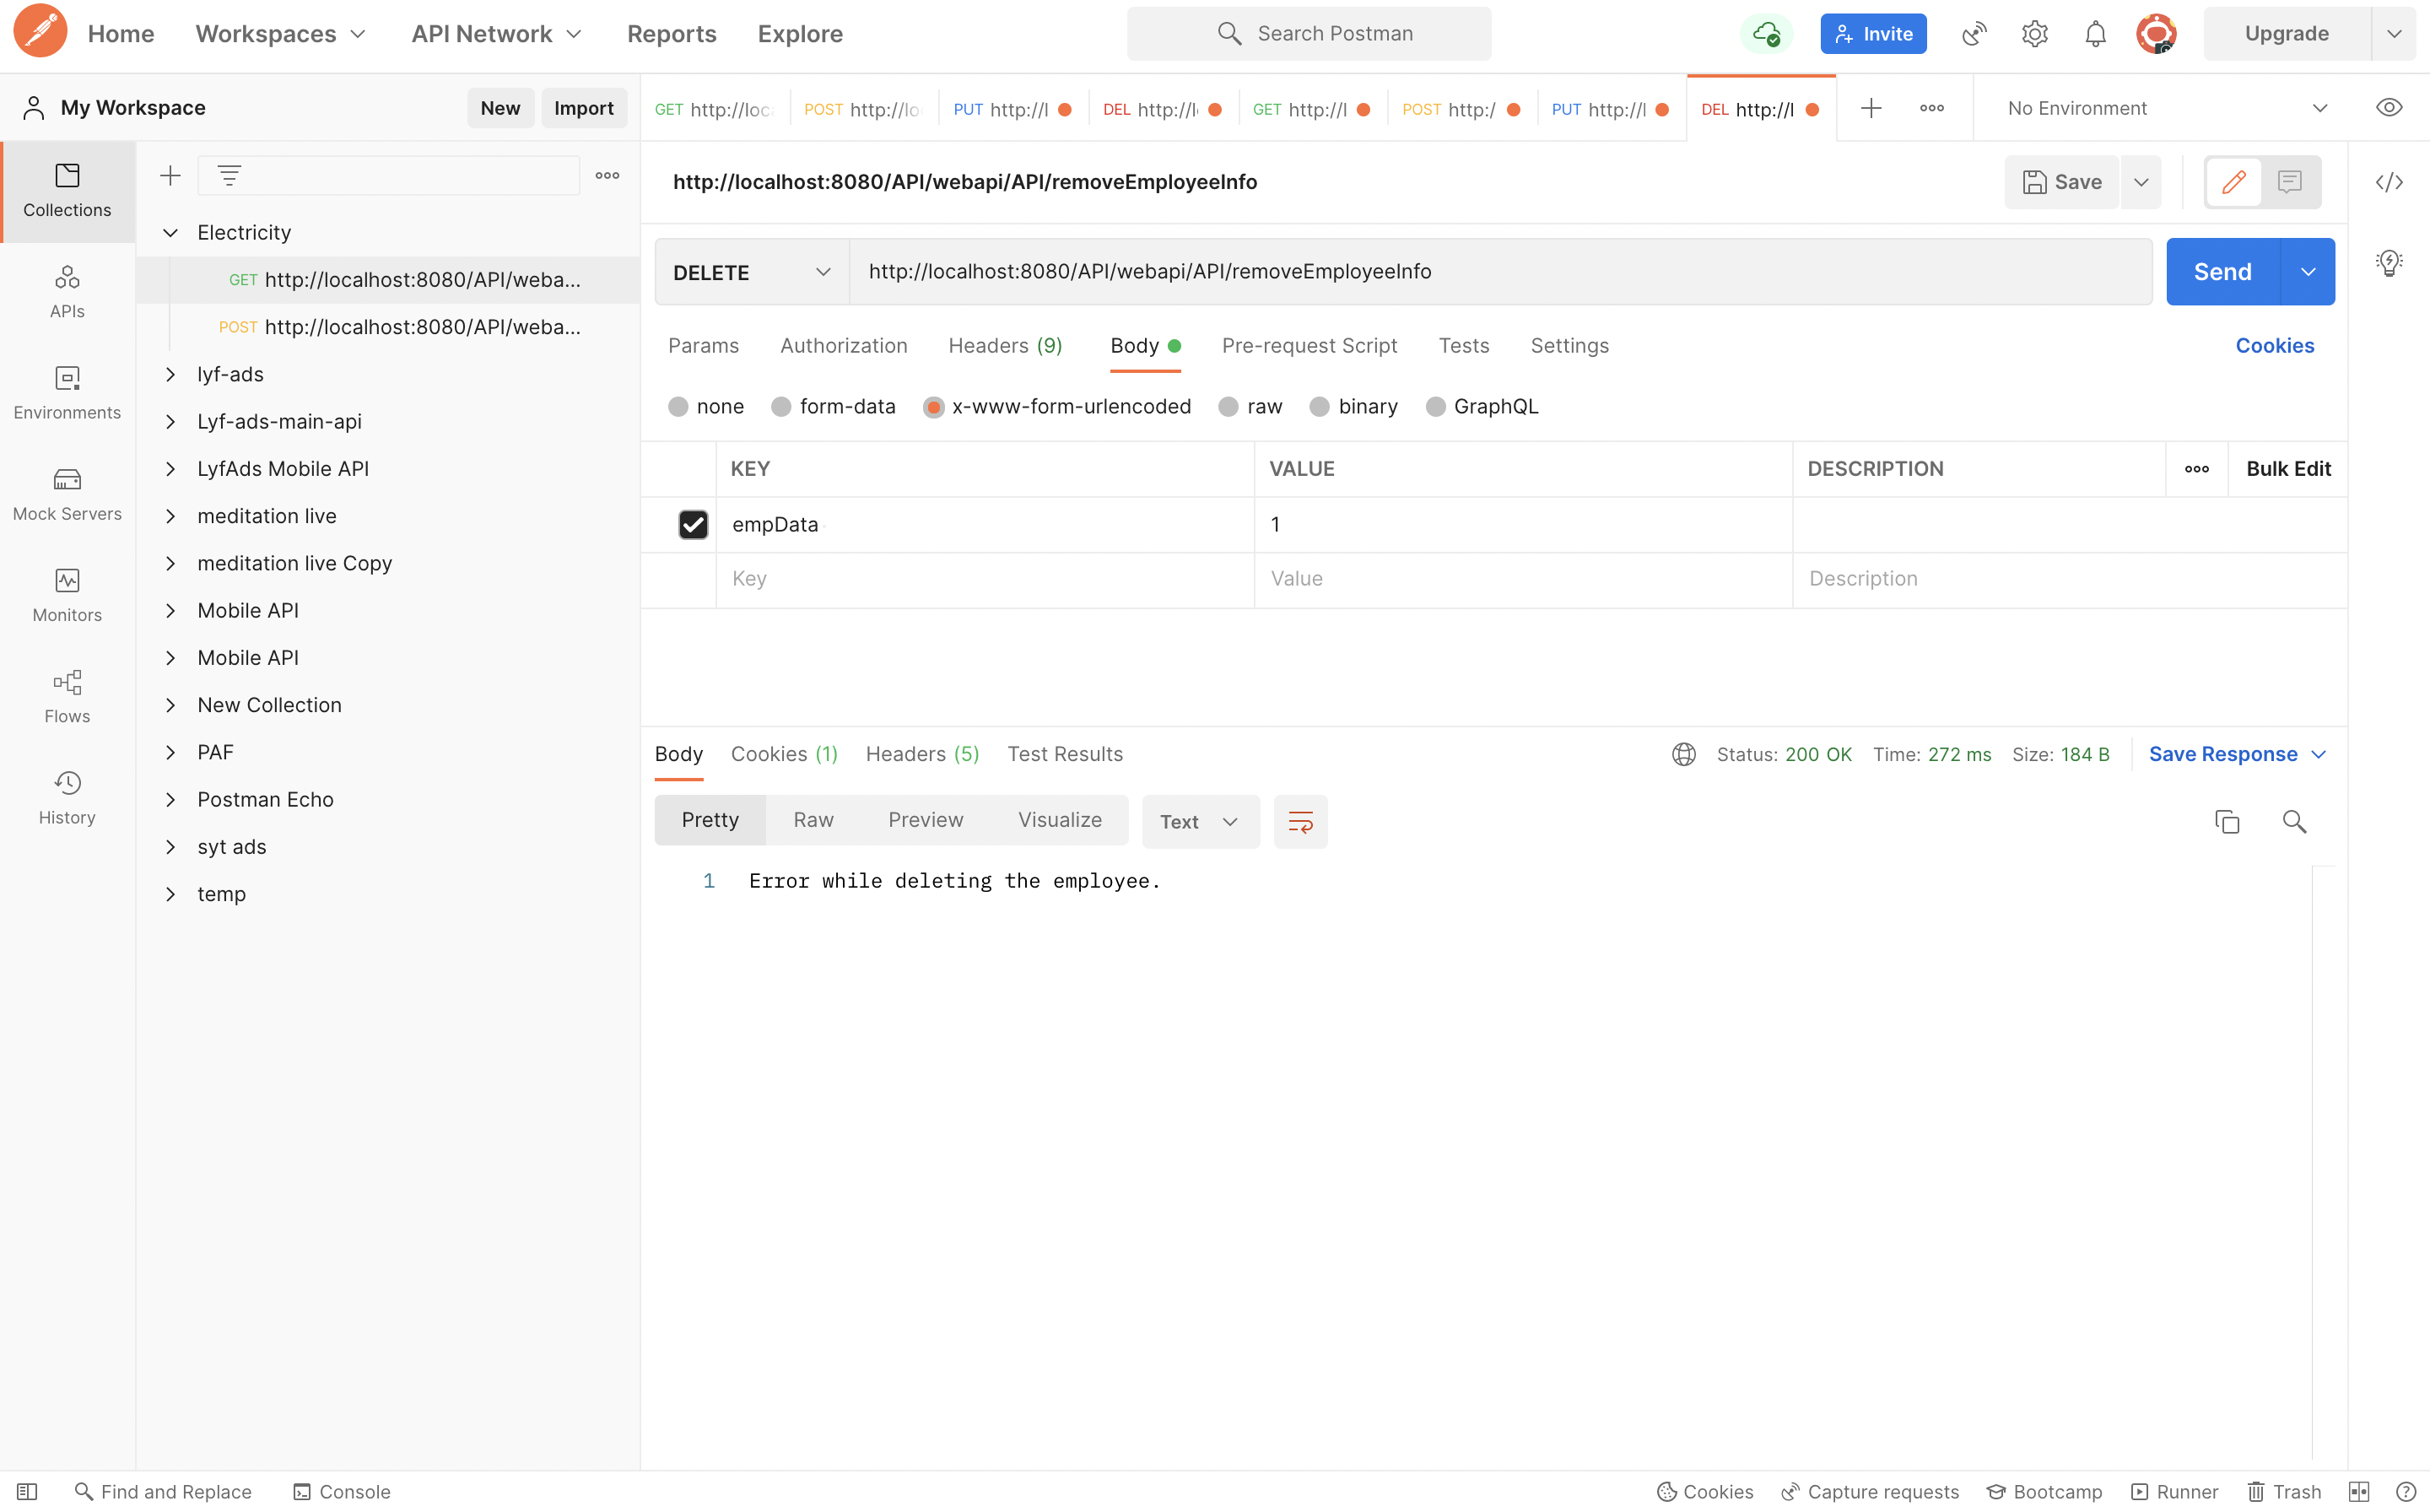 Home Workspaces API Network Reports Explore Search Postman Invite Upgrade
My Workspace New Import
GET http://loc POST http://lo PUT http://l DEL http://l GET http://l POST http:/ PUT http://l DEL http://l No Environment
Collections
APIs
Environments
Mock Servers
Monitors
Flows
History
Electricity
GET http://localhost:8080/API/weba...
POST http://localhost:8080/API/weba...
lyf-ads
Lyf-ads-main-api
LyfAds Mobile API
meditation live
meditation live Copy
Mobile API
Mobile API
New Collection
PAF
Postman Echo
syt ads
temp
http://localhost:8080/API/webapi/API/removeEmployeeInfo Save
DELETE http://localhost:8080/API/webapi/API/removeEmployeeInfo Send
Params Authorization Headers (9) Body Pre-request Script Tests Settings Cookies
none form-data x-www-form-urlencoded raw binary GraphQL
KEY VALUE DESCRIPTION Bulk Edit
empData 1
Key Value Description
Body Cookies (1) Headers (5) Test Results Status: 200 OK Time: 272 ms Size: 184 B Save Response
Pretty Raw Preview Visualize Text
1 Error while deleting the employee.
Find and Replace Console Cookies Capture requests Bootcamp Runner Trash